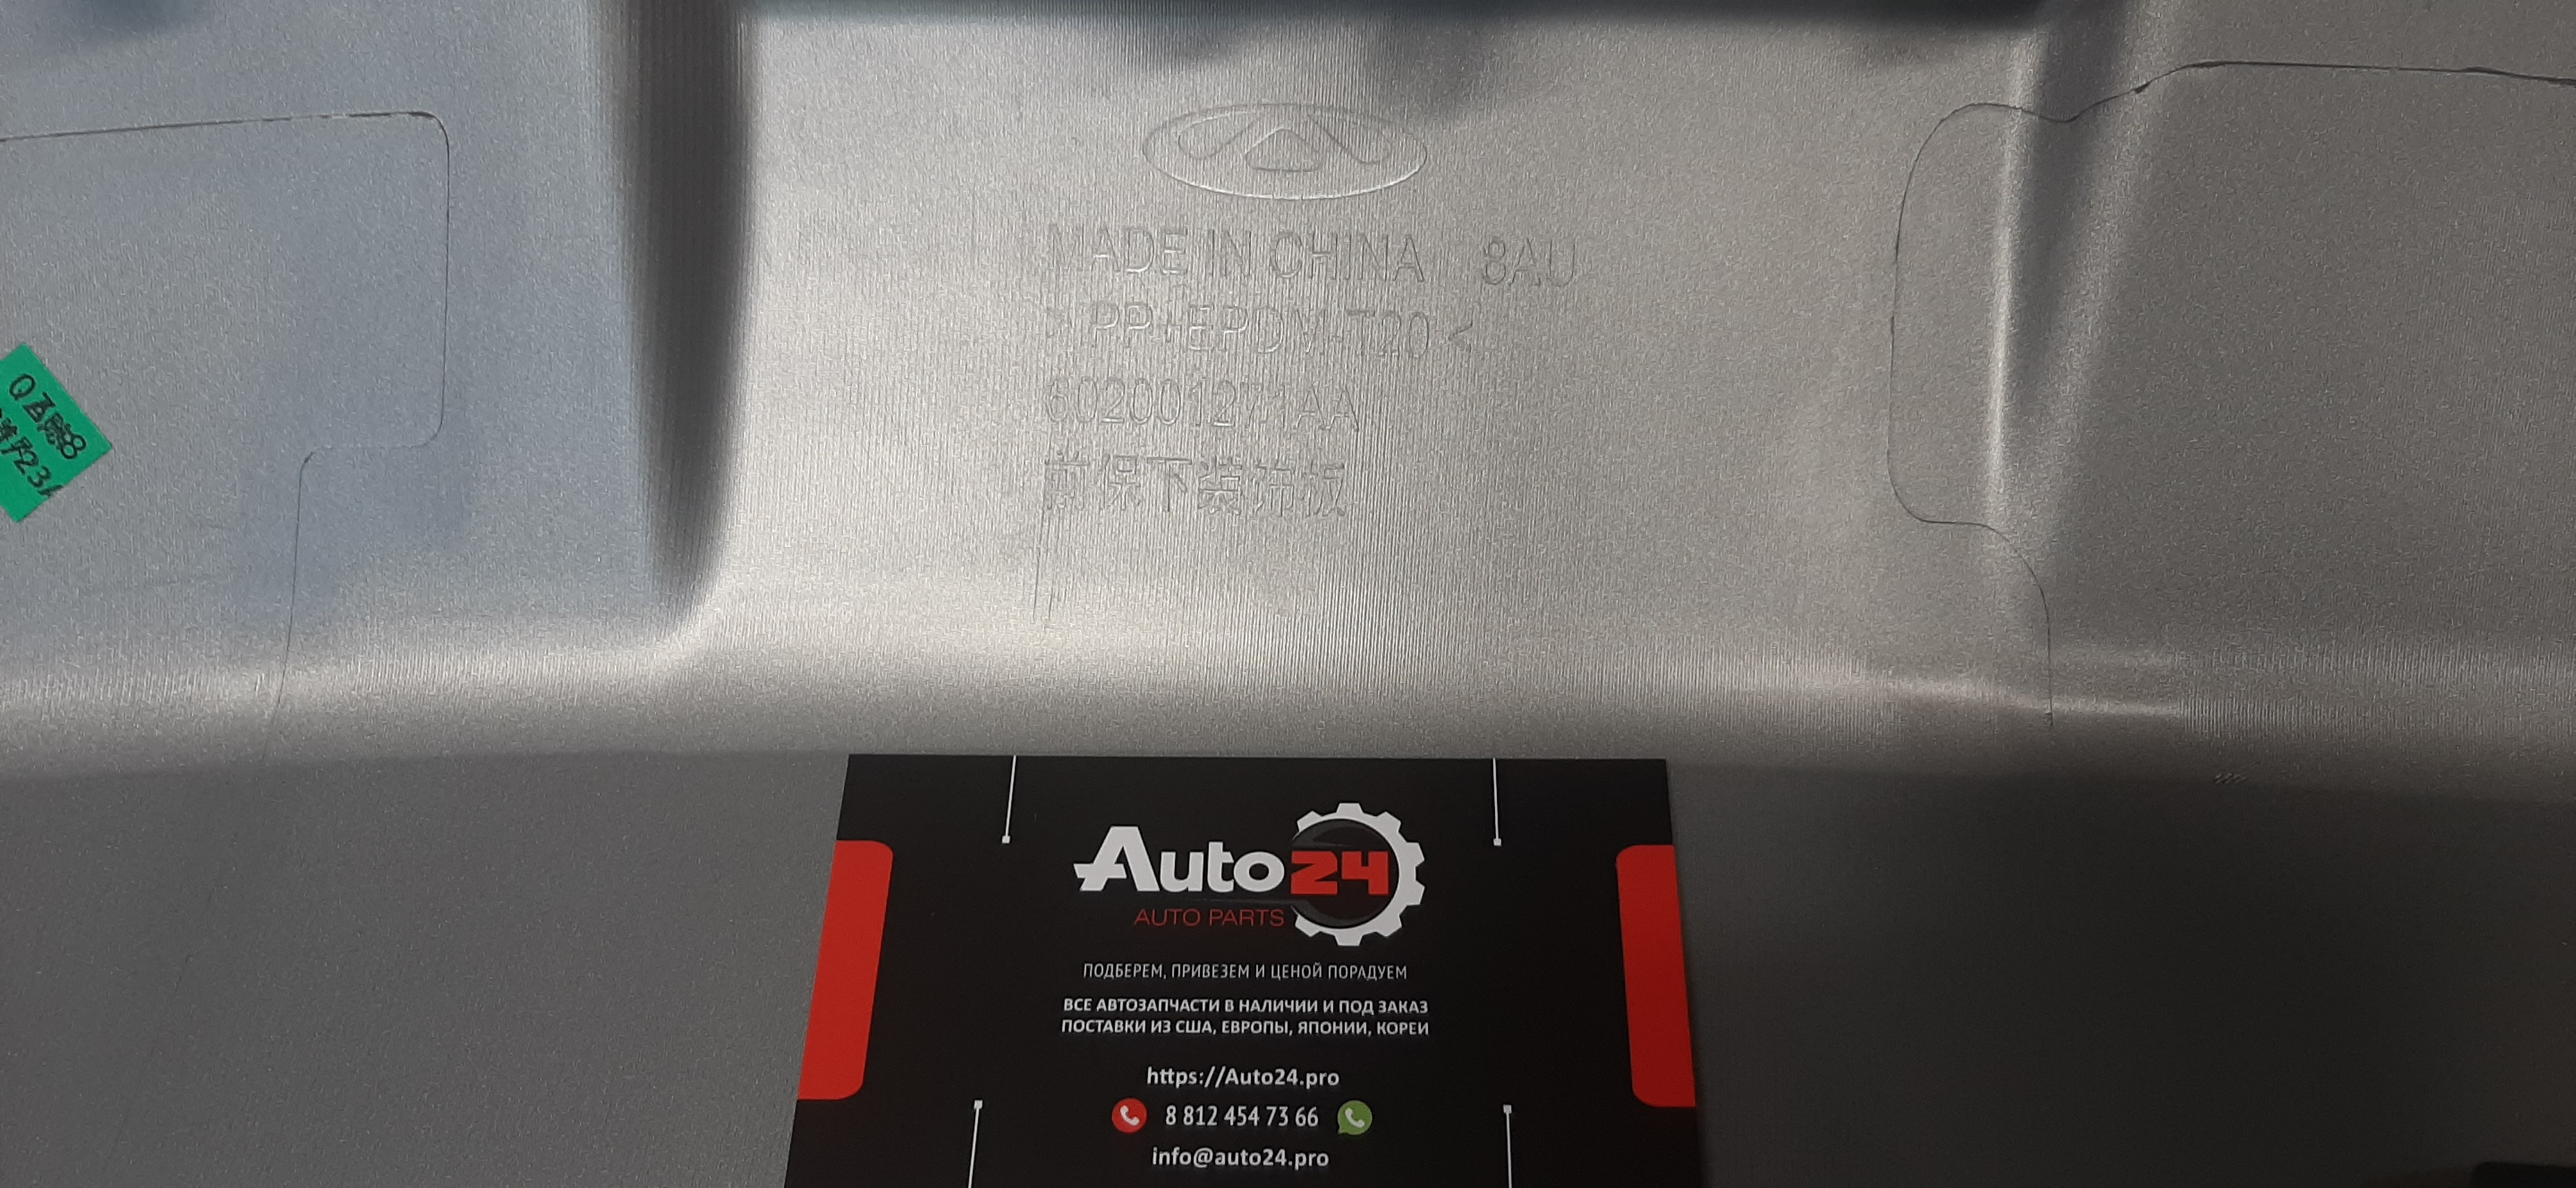 MADE IN CHINA 8AU
> PP+EPDM-T20 <
602001271AA
前保下装饰板
Auto24
AUTO PARTS
ПОДБЕРЕМ, ПРИВЕЗЕМ И ЦЕНОЙ ПОРАДУЕМ
ВСЕ АВТОЗАПЧАСТИ В НАЛИЧИИ И ПОД ЗАКАЗ
ПОСТАВКИ ИЗ США, ЕВРОПЫ, ЯПОНИИ, КОРЕИ
https://Auto24.pro
8 812 454 73 66
info@auto24.pro